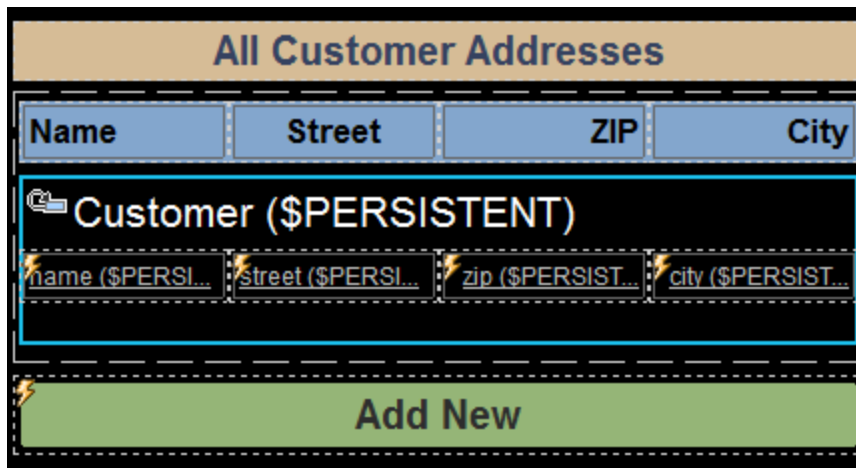 All Customer Addresses
Name Street ZIP City
Customer ($PERSISTENT)
name ($PERSI... street ($PERSI... zip ($PERSIST... city ($PERSIST...
Add New